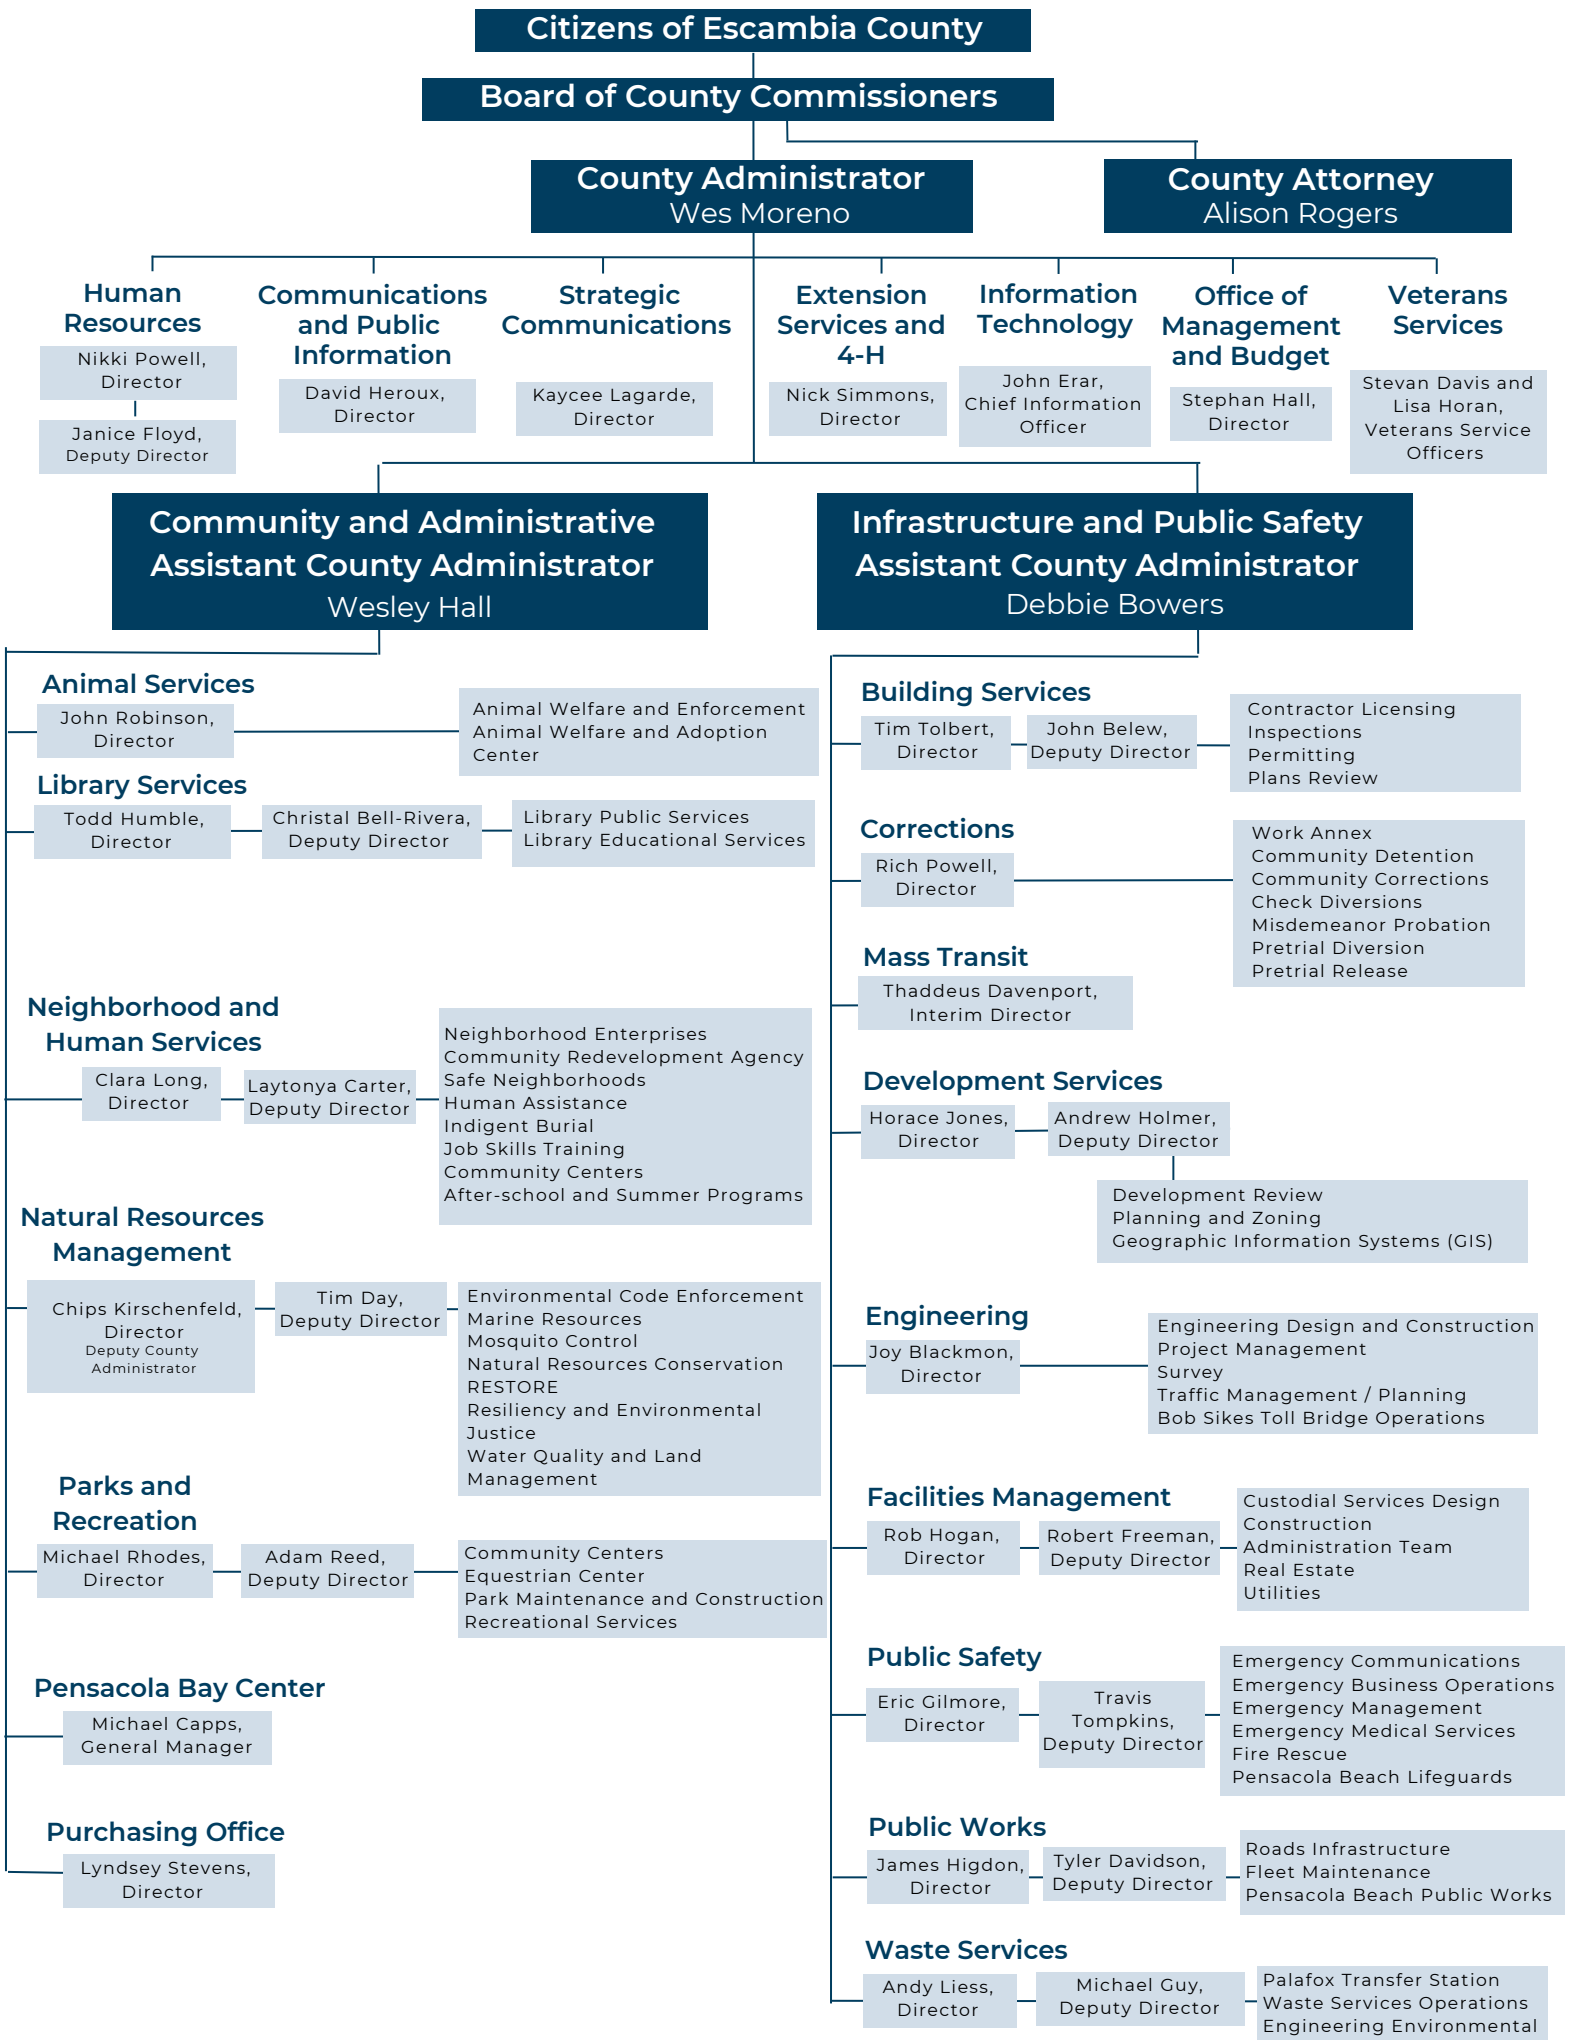 Citizens of Escambia County
Board of County Commissioners
County Administrator
Wes Moreno
County Attorney
Alison Rogers
Human
Resources
Nikki Powell,
Director
Janice Floyd,
Deputy Director
Communications
and Public
Information
David Heroux,
Director
Strategic
Communications
Kaycee Lagarde,
Director
Extension
Services and
4-H
Nick Simmons,
Director
Information
Technology
John Erar,
Chief Information
Officer
Office of
Management
and Budget
Stephan Hall,
Director
Veterans
Services
Stevan Davis and
Lisa Horan,
Veterans Service
Officers
Community and Administrative
Assistant County Administrator
Wesley Hall
Animal Services
John Robinson,
Director
Animal Welfare and Enforcement
Animal Welfare and Adoption
Center
Library Services
Todd Humble,
Director
Christal Bell-Rivera,
Deputy Director
Library Public Services
Library Educational Services
Neighborhood and
Human Services
Clara Long,
Director
Laytonya Carter,
Deputy Director
Neighborhood Enterprises
Community Redevelopment Agency
Safe Neighborhoods
Human Assistance
Indigent Burial
Job Skills Training
Community Centers
After-school and Summer Programs
Natural Resources
Management
Chips Kirschenfeld,
Director
Deputy County
Administrator
Tim Day,
Deputy Director
Environmental Code Enforcement
Marine Resources
Mosquito Control
Natural Resources Conservation
RESTORE
Resiliency and Environmental
Justice
Water Quality and Land
Management
Parks and
Recreation
Michael Rhodes,
Director
Adam Reed,
Deputy Director
Community Centers
Equestrian Center
Park Maintenance and Construction
Recreational Services
Pensacola Bay Center
Michael Capps,
General Manager
Purchasing Office
Lyndsey Stevens,
Director
Infrastructure and Public Safety
Assistant County Administrator
Debbie Bowers
Building Services
Tim Tolbert,
Director
John Belew,
Deputy Director
Contractor Licensing
Inspections
Permitting
Plans Review
Corrections
Rich Powell,
Director
Work Annex
Community Detention
Community Corrections
Check Diversions
Misdemeanor Probation
Pretrial Diversion
Pretrial Release
Mass Transit
Thaddeus Davenport,
Interim Director
Development Services
Horace Jones,
Director
Andrew Holmer,
Deputy Director
Development Review
Planning and Zoning
Geographic Information Systems (GIS)
Engineering
Joy Blackmon,
Director
Engineering Design and Construction
Project Management
Survey
Traffic Management / Planning
Bob Sikes Toll Bridge Operations
Facilities Management
Rob Hogan,
Director
Robert Freeman,
Deputy Director
Custodial Services Design
Construction
Administration Team
Real Estate
Utilities
Public Safety
Eric Gilmore,
Director
Travis
Tompkins,
Deputy Director
Emergency Communications
Emergency Business Operations
Emergency Management
Emergency Medical Services
Fire Rescue
Pensacola Beach Lifeguards
Public Works
James Higdon,
Director
Tyler Davidson,
Deputy Director
Roads Infrastructure
Fleet Maintenance
Pensacola Beach Public Works
Waste Services
Andy Liess,
Director
Michael Guy,
Deputy Director
Palafox Transfer Station
Waste Services Operations
Engineering Environmental